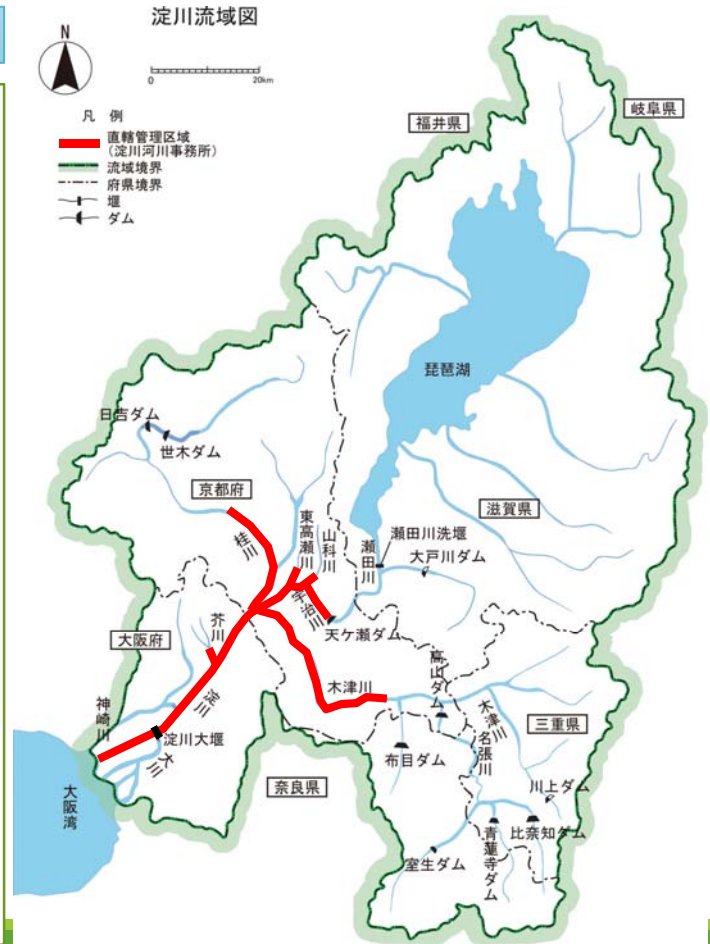 淀川流域図
N
0 20km
凡 例
直轄管理区域
(淀川河川事務所)
流域境界
府県境界
堰
ダム
福井県
岐阜県
琵琶湖
日吉ダム
世木ダム
京都府
滋賀県
桂川
東高瀬川
山科川
宇治川
瀬田川
瀬田川洗堰
大戸川ダム
天ケ瀬ダム
大阪府
芥川
淀川
木津川
高山ダム
木津川
名張川
三重県
神崎川
淀川大堰
大川
大阪湾
奈良県
布目ダム
川上ダム
室生ダム
青蓮寺ダム
比奈知ダム